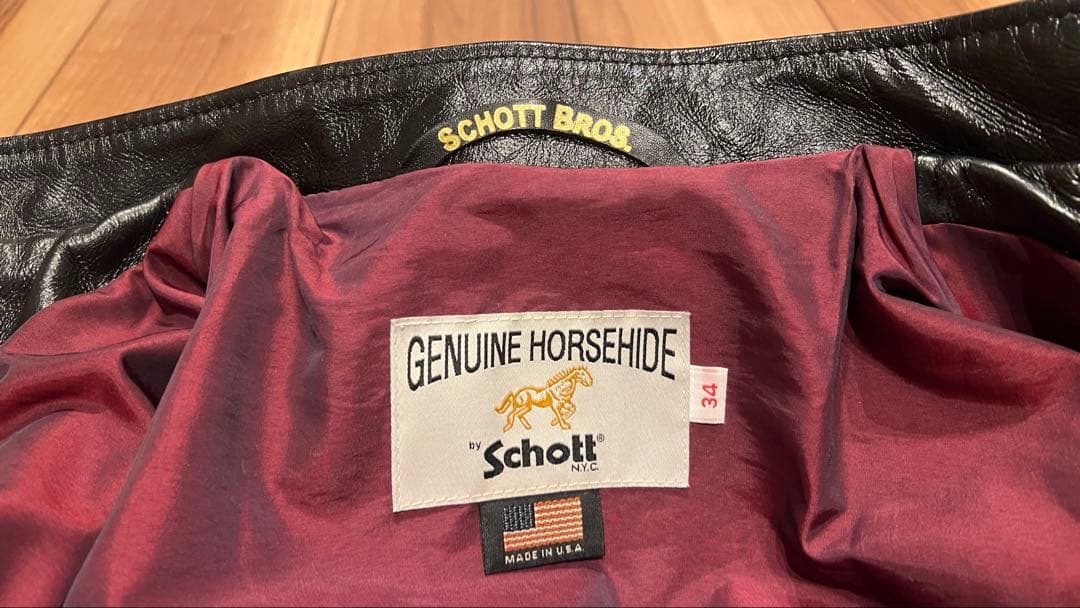 SCHOTT BROS.
GENUINE HORSEHIDE
by Schott®
N.Y.C.
34
MADE IN U.S.A.